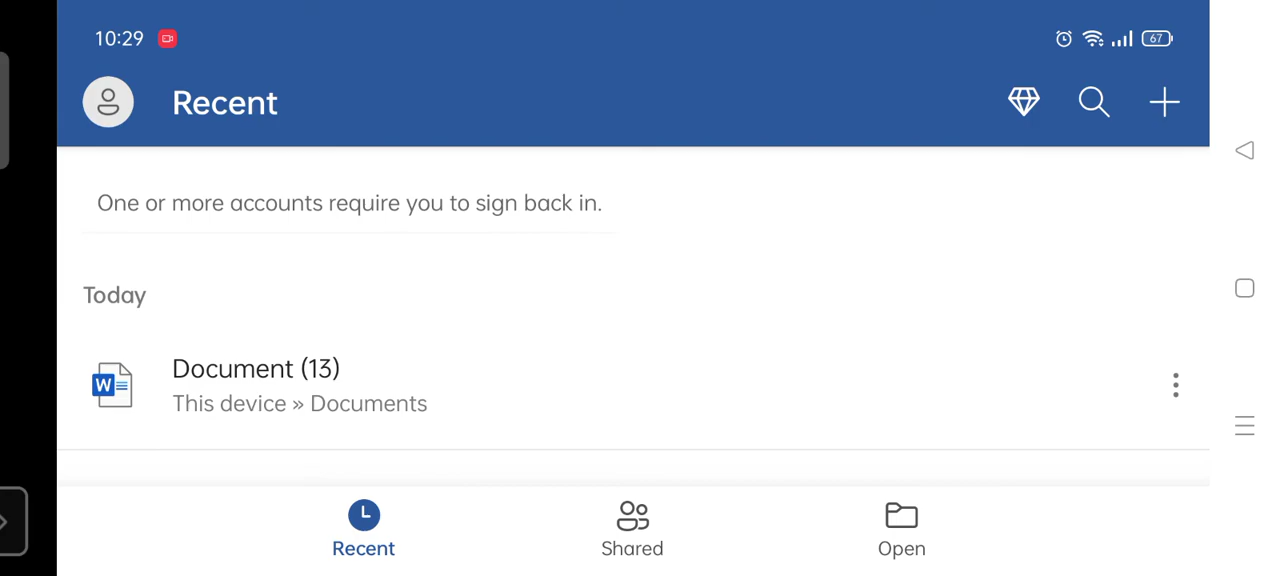 10:29
67
Recent
One or more accounts require you to sign back in.
Today
W
Document (13)
This device » Documents
Recent
Shared
Open